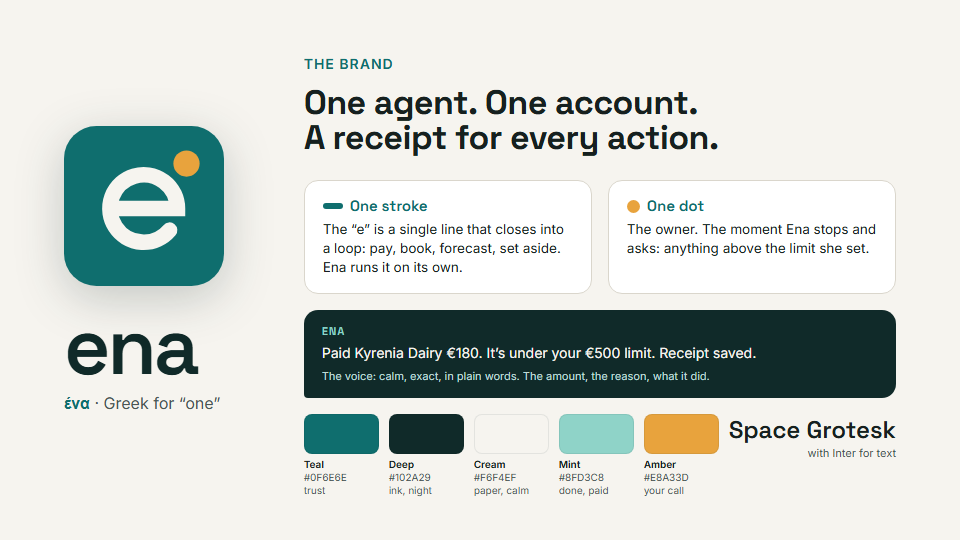 THE BRAND
One agent. One account.
A receipt for every action.
e
ena
ένα · Greek for “one”
One stroke
The “e” is a single line that closes into
a loop: pay, book, forecast, set aside.
Ena runs it on its own.
One dot
The owner. The moment Ena stops and
asks: anything above the limit she set.
ENA
Paid Kyrenia Dairy €180. It’s under your €500 limit. Receipt saved.
The voice: calm, exact, in plain words. The amount, the reason, what it did.
Teal
#0F6E6E
trust
Deep
#102A29
ink, night
Cream
#F6F4EF
paper, calm
Mint
#8FD3C8
done, paid
Amber
#E8A33D
your call
Space Grotesk
with Inter for text